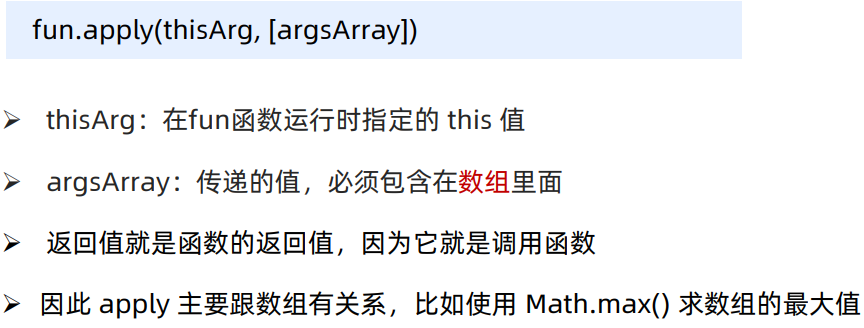 fun.apply(thisArg, [argsArray])
➢ thisArg：在fun函数运行时指定的 this 值
➢ argsArray：传递的值，必须包含在数组里面
➢ 返回值就是函数的返回值，因为它就是调用函数
➢ 因此 apply 主要跟数组有关系，比如使用 Math.max() 求数组的最大值